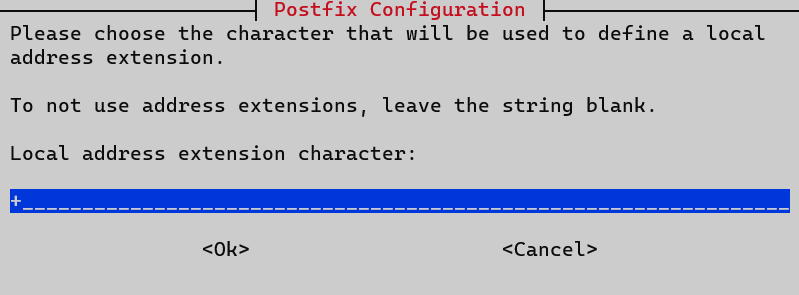 Postfix Configuration
Please choose the character that will be used to define a local
address extension.
To not use address extensions, leave the string blank.
Local address extension character:
+_________________________________________________________________
<Ok> <Cancel>